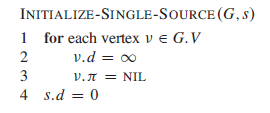 INITIALIZE-SINGLE-SOURCE(G, s)
1 for each vertex v ∈ G.V
2 v.d = ∞
3 v.π = NIL
4 s.d = 0